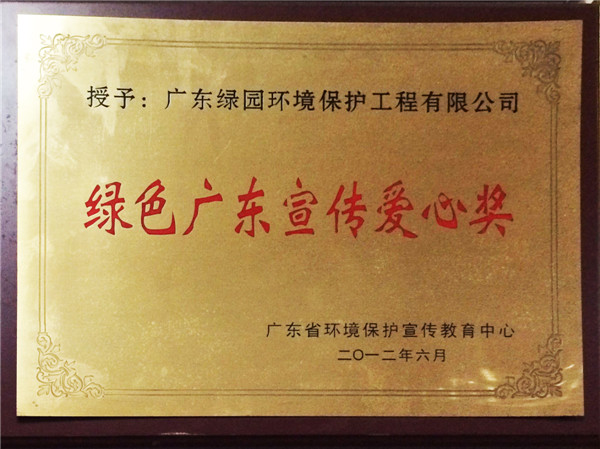 授予：广东绿园环境保护工程有限公司
绿色广东宣传爱心奖
广东省环境保护宣传教育中心
二〇一二年六月